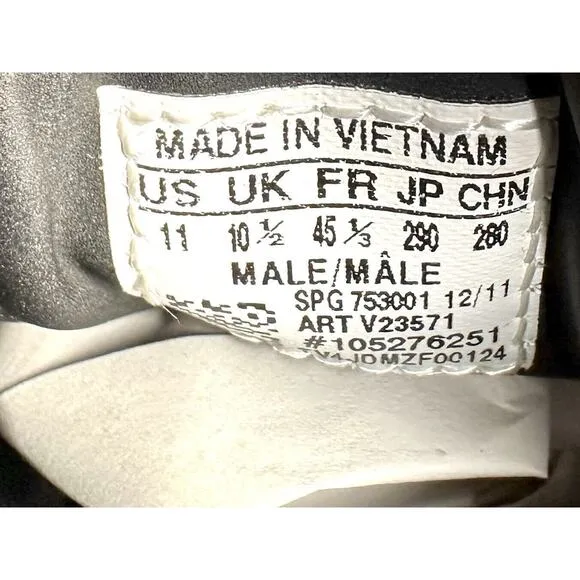 MADE IN VIETNAM
US UK FR JP CHN
11 10 1/2 45 1/3 290 280
MALE/MÂLE
SPG 753001 12/11
ART V23571
#105276251